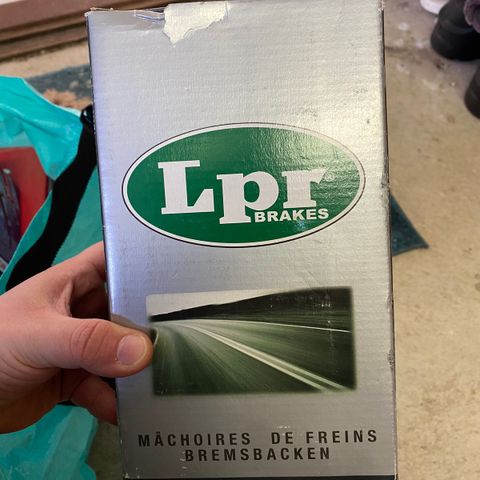 Lpr
BRAKES
MÂCHOIRES DE FREINS
BREMSBACKEN